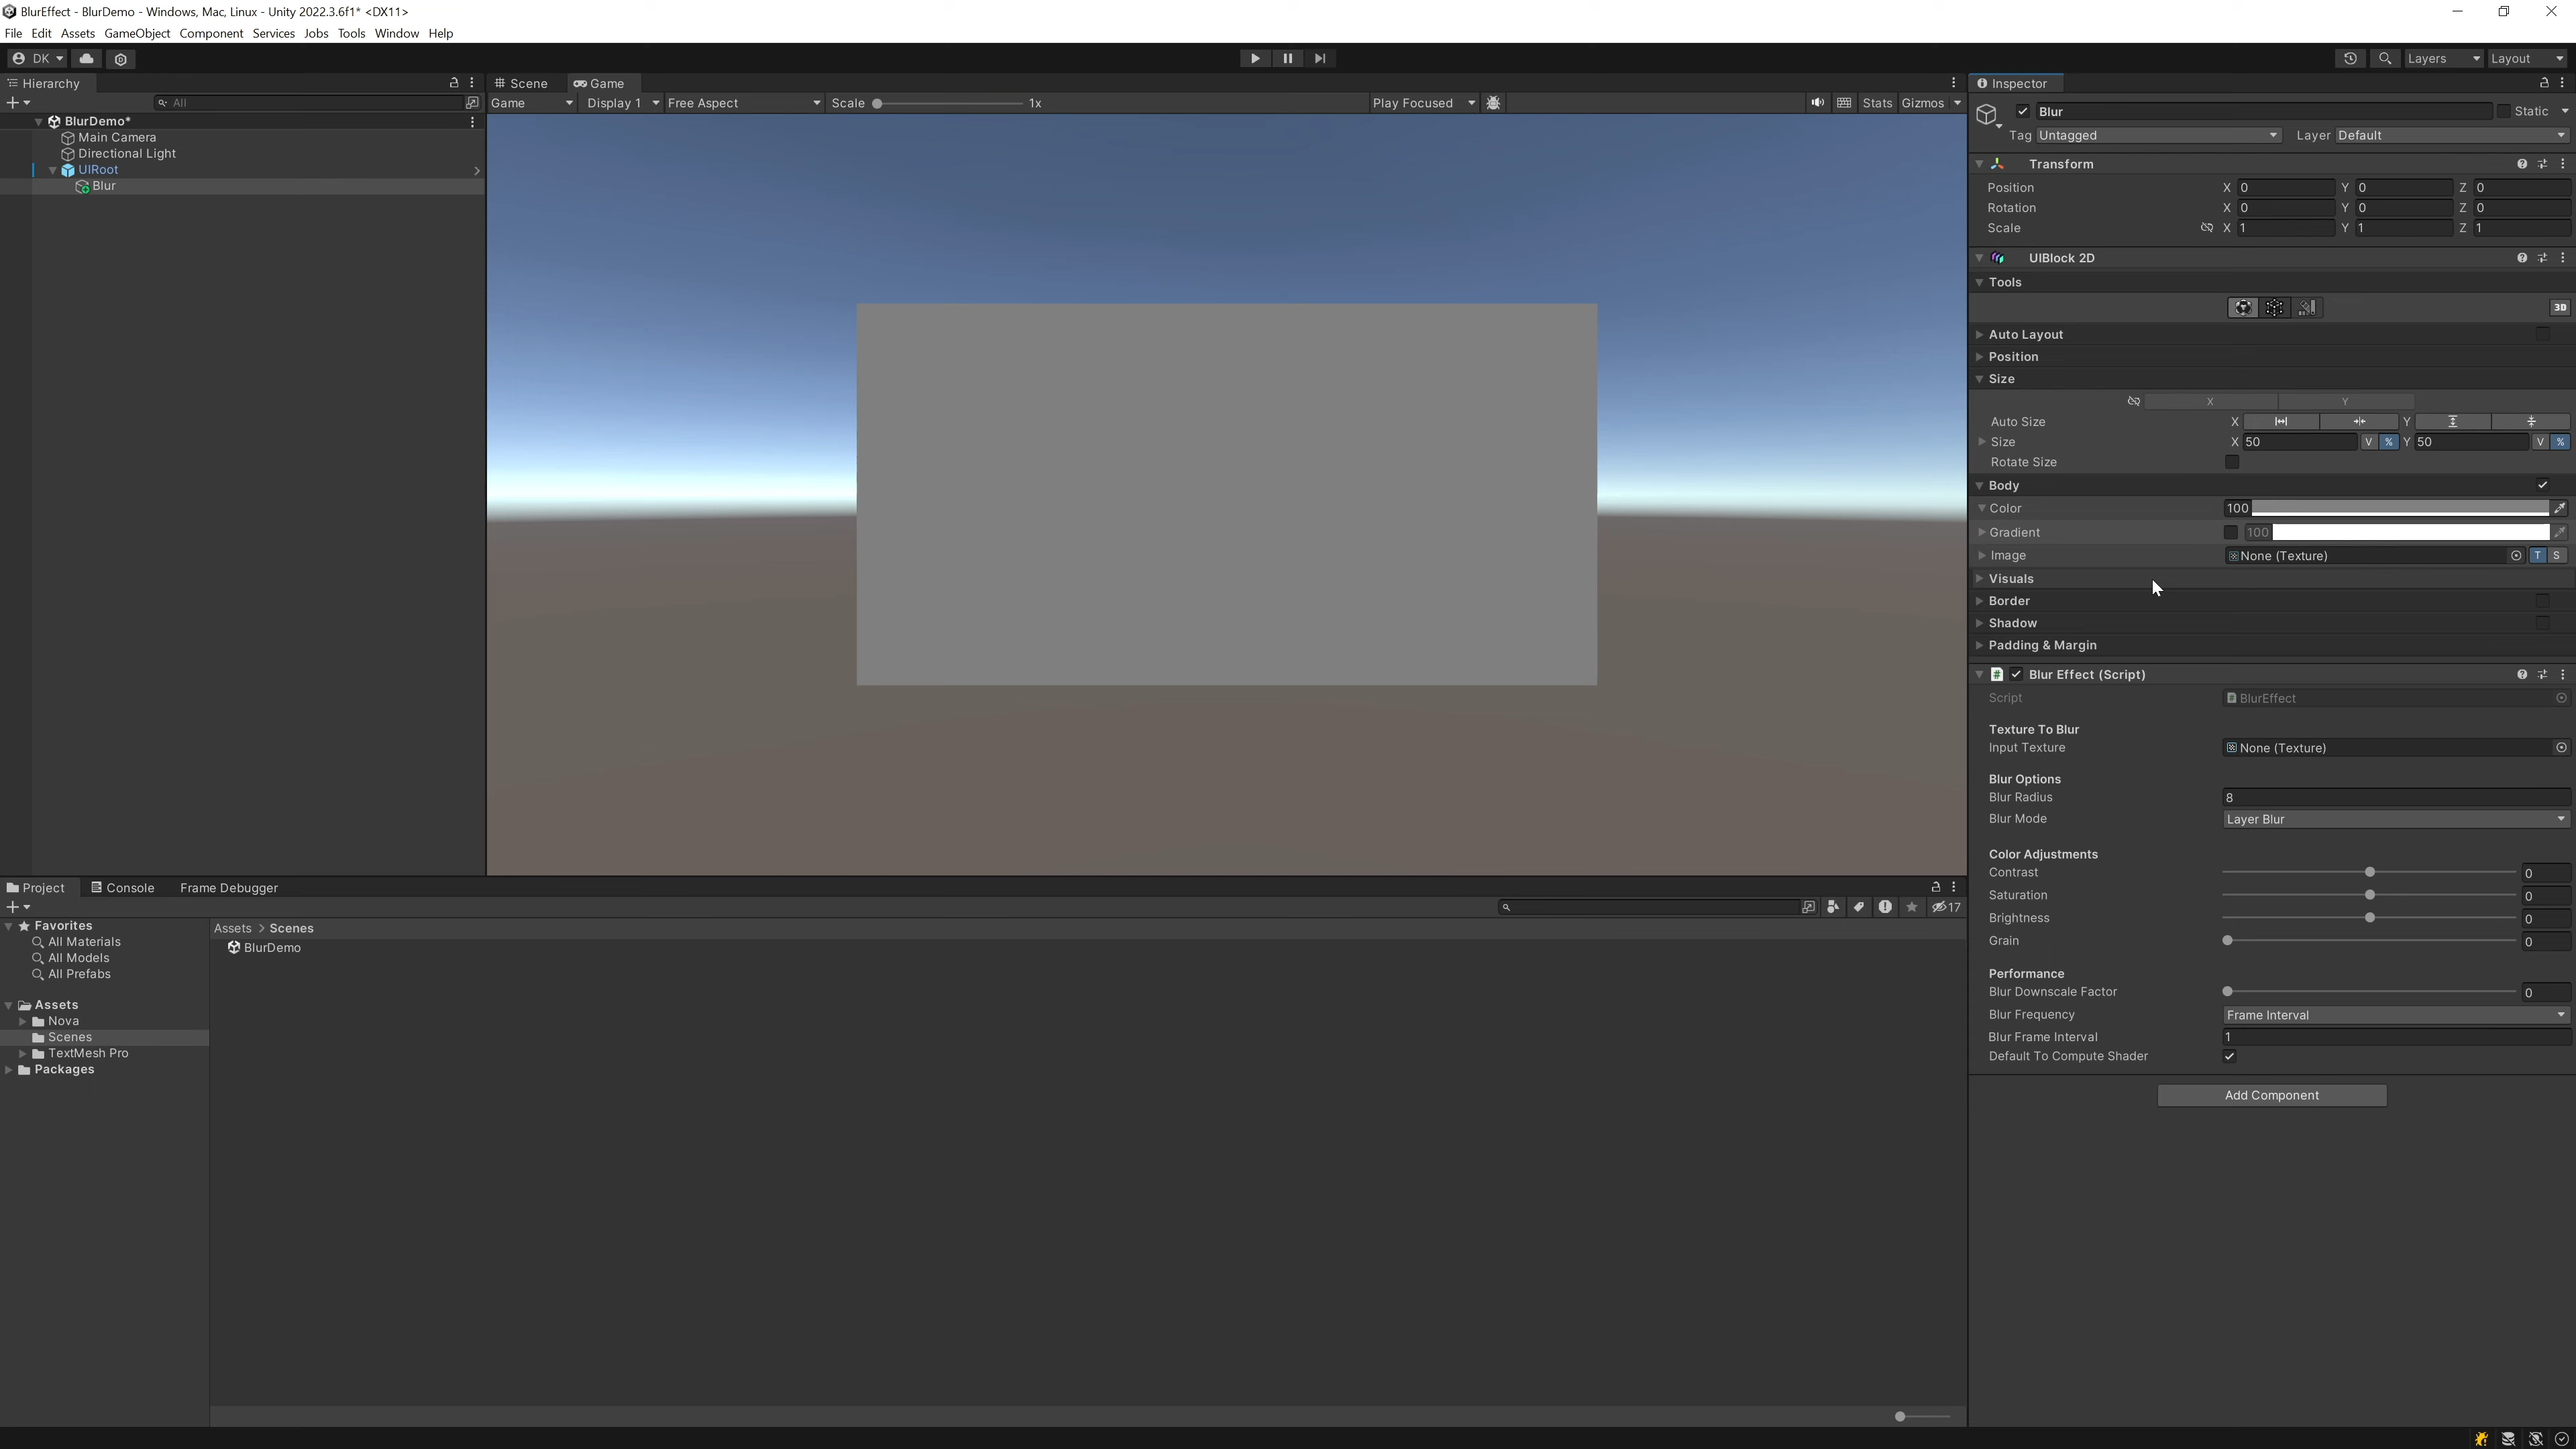 BlurEffect - BlurDemo - Windows, Mac, Linux - Unity 2022.3.6f1* <DX11>
File Edit Assets GameObject Component Services Jobs Tools Window Help
DK Layers Layout
Hierarchy
All
BlurDemo*
Main Camera
Directional Light
UIRoot
Blur
Scene Game
Game Display 1 Free Aspect Scale 1x Play Focused Stats Gizmos
Inspector
Blur Static
Tag Untagged Layer Default
Transform
Position X 0 Y 0 Z 0
Rotation X 0 Y 0 Z 0
Scale X 1 Y 1 Z 1
UIBlock 2D
Tools
3D
Auto Layout
Position
Size
X Y
Auto Size X Y
Size X 50 V % Y 50 V %
Rotate Size
Body
Color 100
Gradient 100
Image None (Texture) T S
Visuals
Border
Shadow
Padding & Margin
# Blur Effect (Script)
Script BlurEffect
Texture To Blur
Input Texture None (Texture)
Blur Options
Blur Radius 8
Blur Mode Layer Blur
Color Adjustments
Contrast 0
Saturation 0
Brightness 0
Grain 0
Performance
Blur Downscale Factor 0
Blur Frequency Frame Interval
Blur Frame Interval 1
Default To Compute Shader
Add Component
Project Console Frame Debugger
17
Favorites
All Materials
All Models
All Prefabs
Assets
Nova
Scenes
TextMesh Pro
Packages
Assets > Scenes
BlurDemo